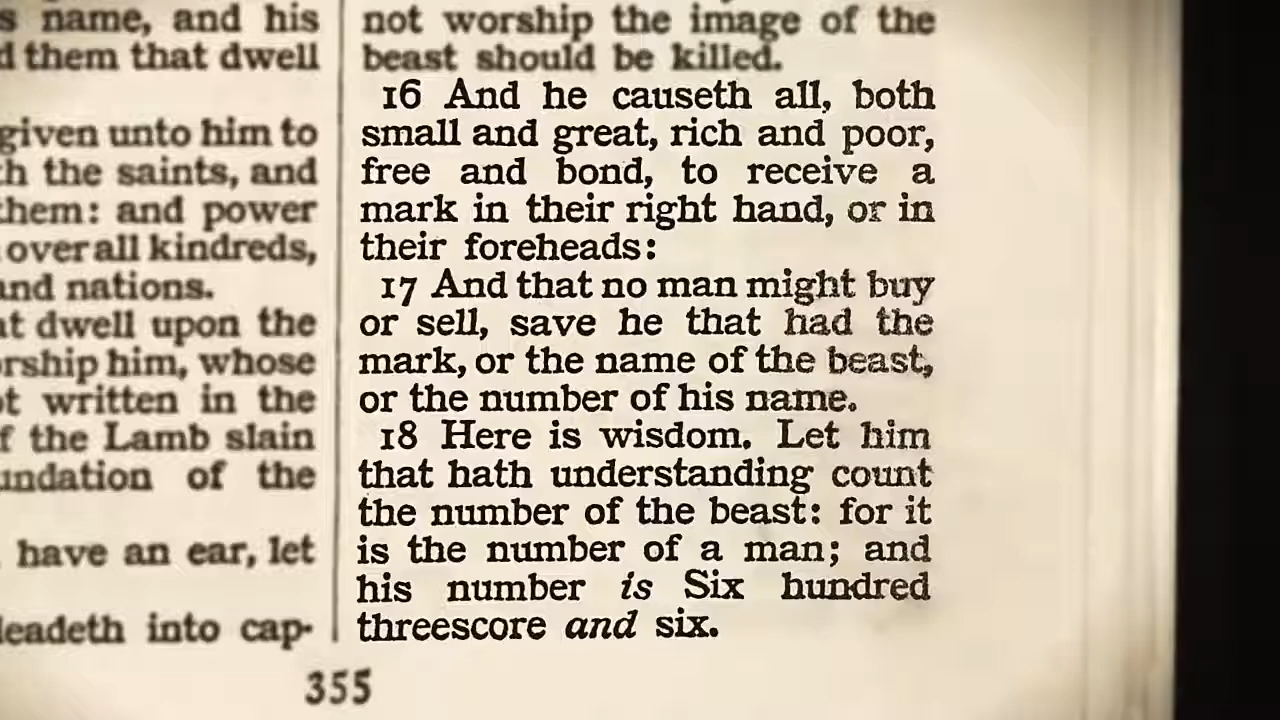 name, and his
them that dwell
given unto him to
the saints, and
them: and power
over all kindreds,
and nations.
dwell upon the
him, whose
written in the
the Lamb slain
of the
have an ear, let
leadeth into cap-
not worship the image of the
beast should be killed.
16 And he causeth all, both
small and great, rich and poor,
free and bond, to receive a
mark in their right hand, or in
their foreheads:
17 And that no man might buy
or sell, save he that had the
mark, or the name of the beast,
or the number of his name.
18 Here is wisdom. Let him
that hath understanding count
the number of the beast: for it
is the number of a man; and
his number is Six hundred
threescore and six.
355